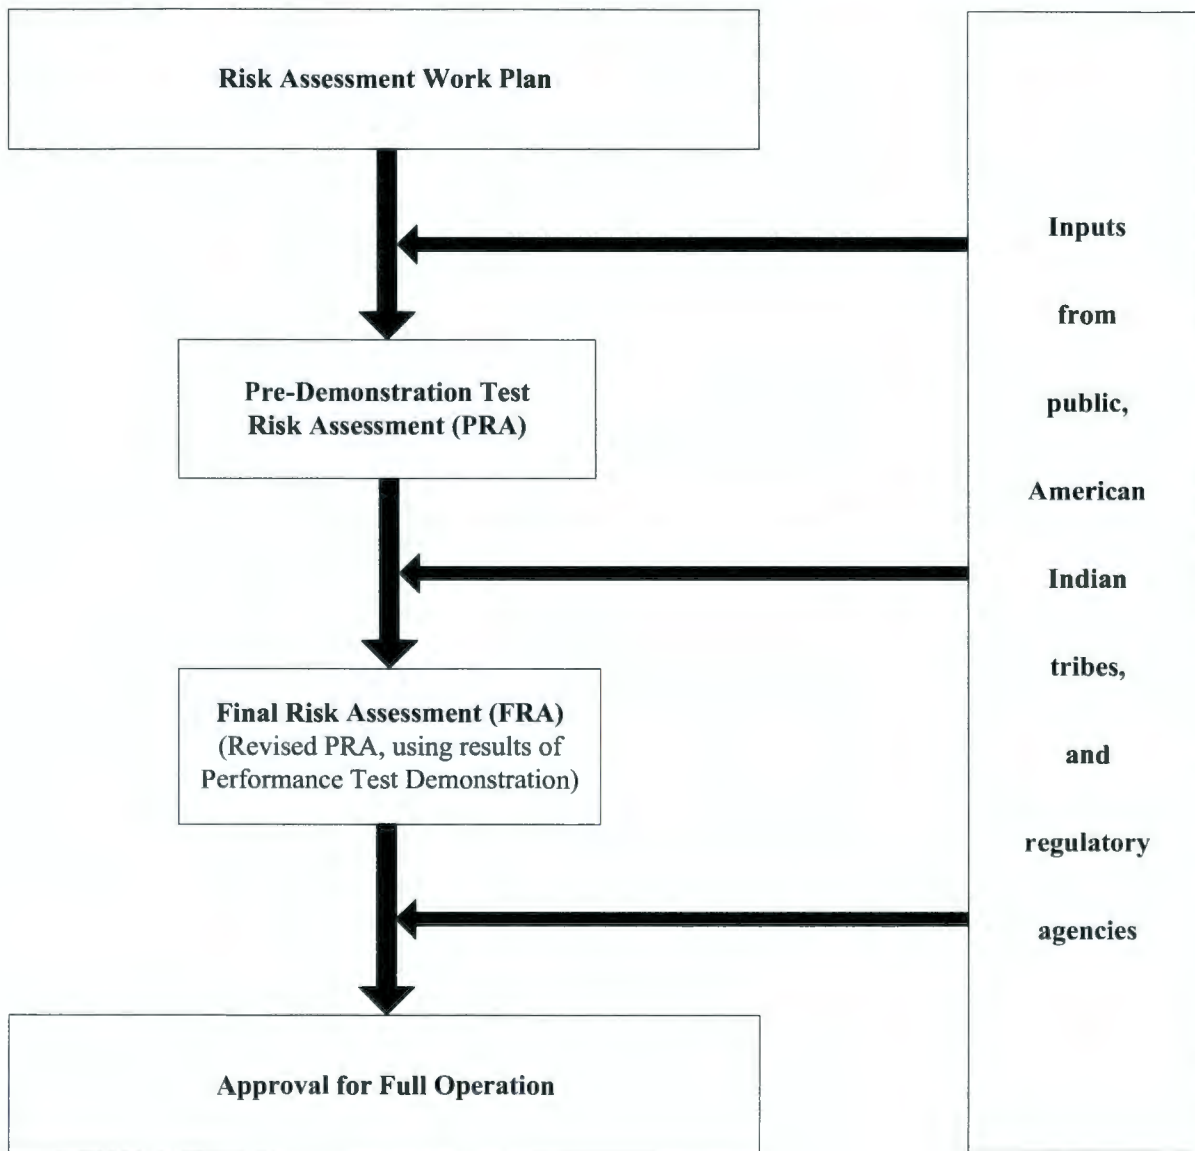 Risk Assessment Work Plan
Pre-Demonstration Test
Risk Assessment (PRA)
Final Risk Assessment (FRA)
(Revised PRA, using results of
Performance Test Demonstration)
Approval for Full Operation
Inputs
from
public,
American
Indian
tribes,
and
regulatory
agencies